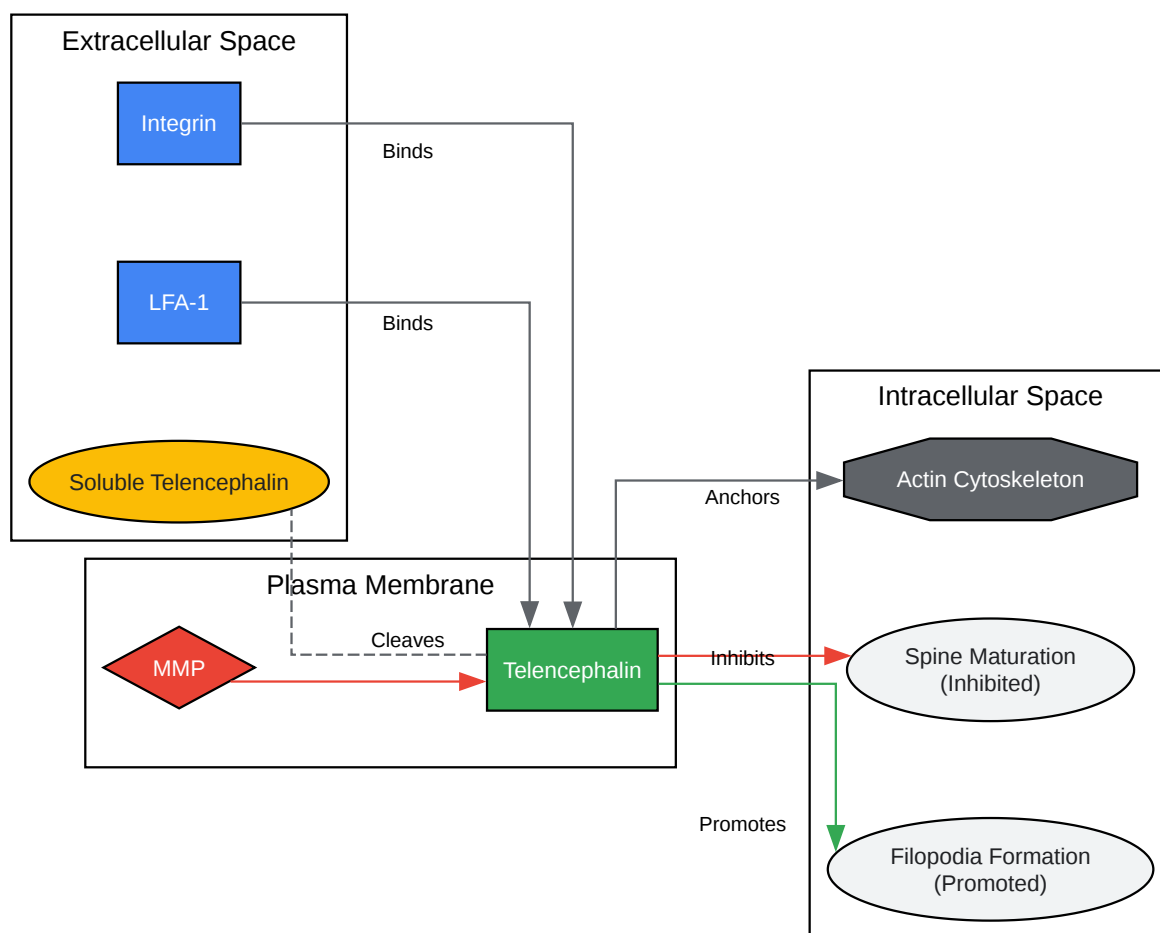 Extracellular Space
Integrin
Binds
LFA-1
Binds
Soluble Telencephalin
Plasma Membrane
Cleaves
MMP
Telencephalin
Intracellular Space
Anchors
Actin Cytoskeleton
Inhibits
Spine Maturation
(Inhibited)
Promotes
Filopodia Formation
(Promoted)